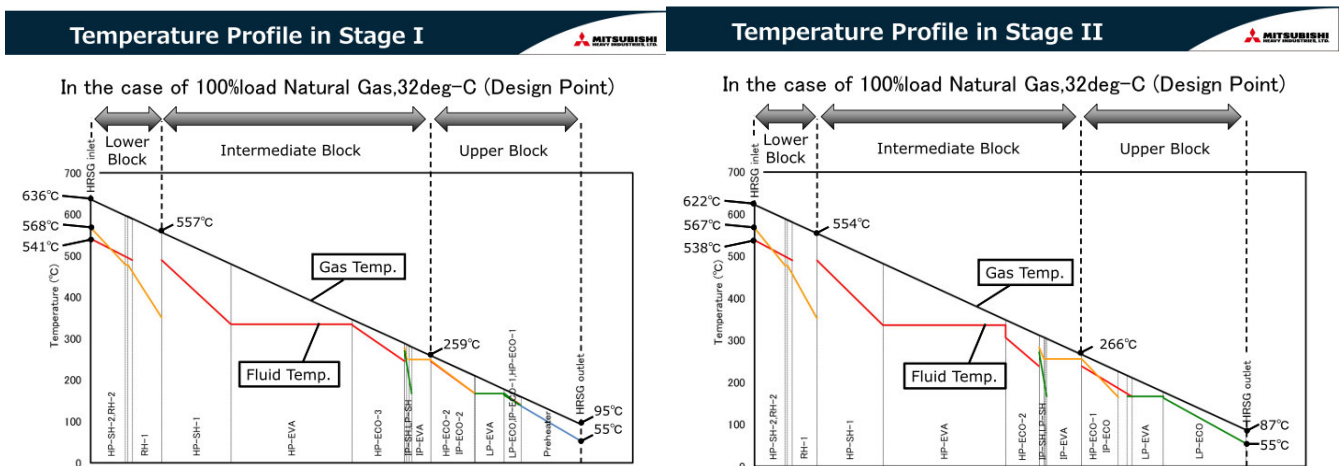 Temperature Profile in Stage I
MITSUBISHI
HEAVY INDUSTRIES, LTD.
In the case of 100%load Natural Gas,32deg-C (Design Point)
Lower
Block
Intermediate Block
Upper Block
HRSG inlet
700
636℃
600
568℃
541℃
500
400
300
200
100
0
Temperature (℃)
557℃
Gas Temp.
Fluid Temp.
259℃
HRSG outlet
95℃
55℃
HP-SH-2,RH-2
RH-1
HP-SH-1
HP-EVA
HP-ECO-3
IP-SH,LP-SH
IP-EVA
HP-ECO-2
IP-ECO-2
LP-EVA
LP-ECO,IP-ECO-1,HP-ECO-1
Preheater
Temperature Profile in Stage II
MITSUBISHI
HEAVY INDUSTRIES, LTD.
In the case of 100%load Natural Gas,32deg-C (Design Point)
Lower
Block
Intermediate Block
Upper Block
HRSG inlet
700
622℃
600
567℃
538℃
500
400
300
200
100
0
Temperature (℃)
554℃
Gas Temp.
Fluid Temp.
266℃
HRSG outlet
87℃
55℃
HP-SH-2,RH-2
RH-1
HP-SH-1
HP-EVA
HP-ECO-2
IP-SH,LP-SH
IP-EVA
HP-ECO-1
IP-ECO
LP-EVA
LP-ECO